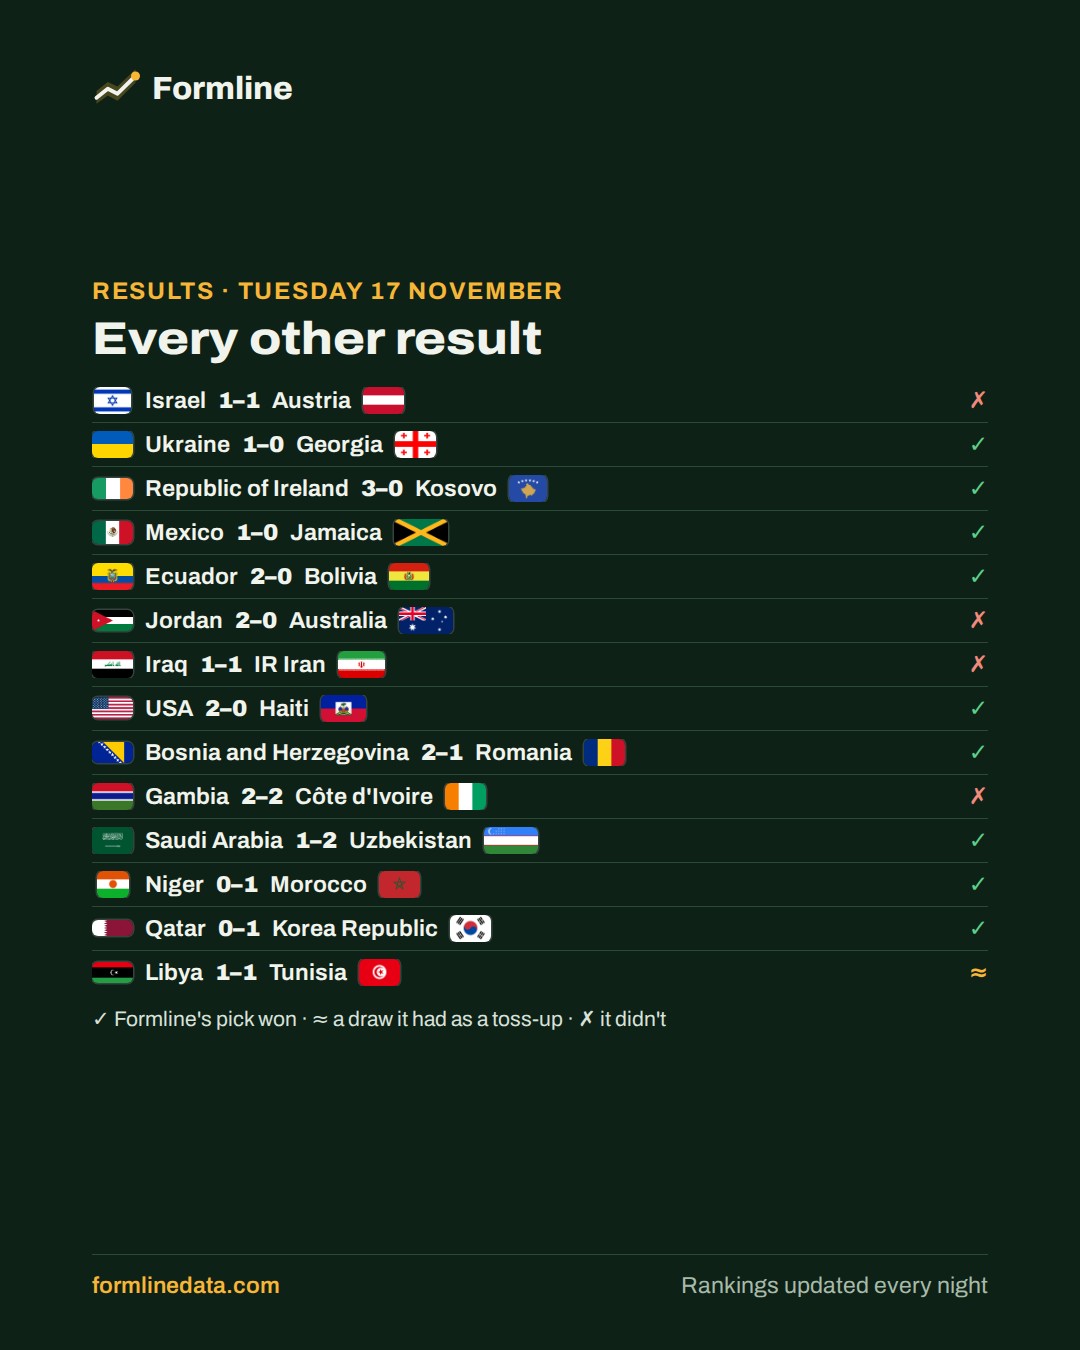 Formline
RESULTS · TUESDAY 17 NOVEMBER
Every other result
Israel 1–1 Austria ✗
Ukraine 1–0 Georgia ✓
Republic of Ireland 3–0 Kosovo ✓
Mexico 1–0 Jamaica ✓
Ecuador 2–0 Bolivia ✓
Jordan 2–0 Australia ✗
Iraq 1–1 IR Iran ✗
USA 2–0 Haiti ✓
Bosnia and Herzegovina 2–1 Romania ✓
Gambia 2–2 Côte d'Ivoire ✗
Saudi Arabia 1–2 Uzbekistan ✓
Niger 0–1 Morocco ✓
Qatar 0–1 Korea Republic ✓
Libya 1–1 Tunisia ≈
✓ Formline's pick won · ≈ a draw it had as a toss-up · ✗ it didn't
formlinedata.com
Rankings updated every night